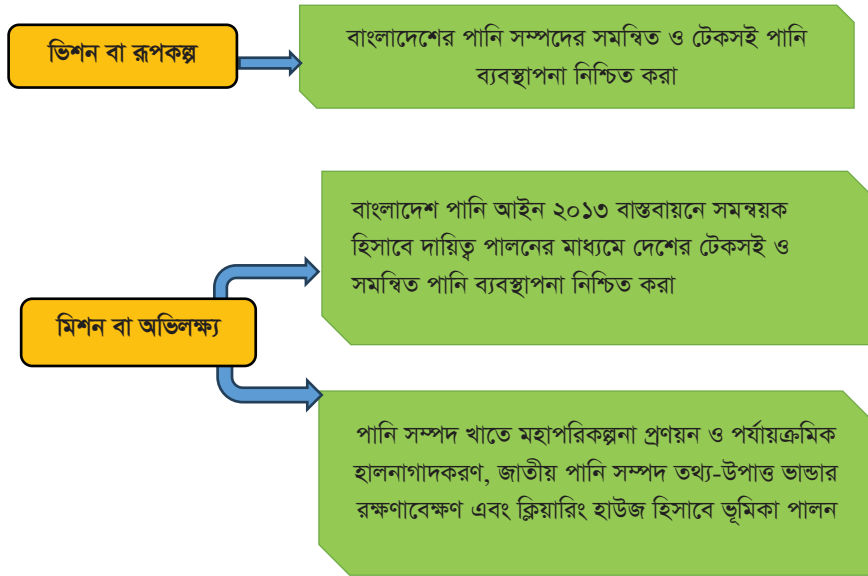 ভিশন বা রূপকল্প
বাংলাদেশের পানি সম্পদের সমন্বিত ও টেকসই পানি
ব্যবস্থাপনা নিশ্চিত করা
মিশন বা অভিলক্ষ্য
বাংলাদেশ পানি আইন ২০১৩ বাস্তবায়নে সমন্বয়ক
হিসাবে দায়িত্ব পালনের মাধ্যমে দেশের টেকসই ও
সমন্বিত পানি ব্যবস্থাপনা নিশ্চিত করা
পানি সম্পদ খাতে মহাপরিকল্পনা প্রণয়ন ও পর্যায়ক্রমিক
হালনাগাদকরণ, জাতীয় পানি সম্পদ তথ্য-উপাত্ত ভান্ডার
রক্ষণাবেক্ষণ এবং ক্লিয়ারিং হাউজ হিসাবে ভূমিকা পালন